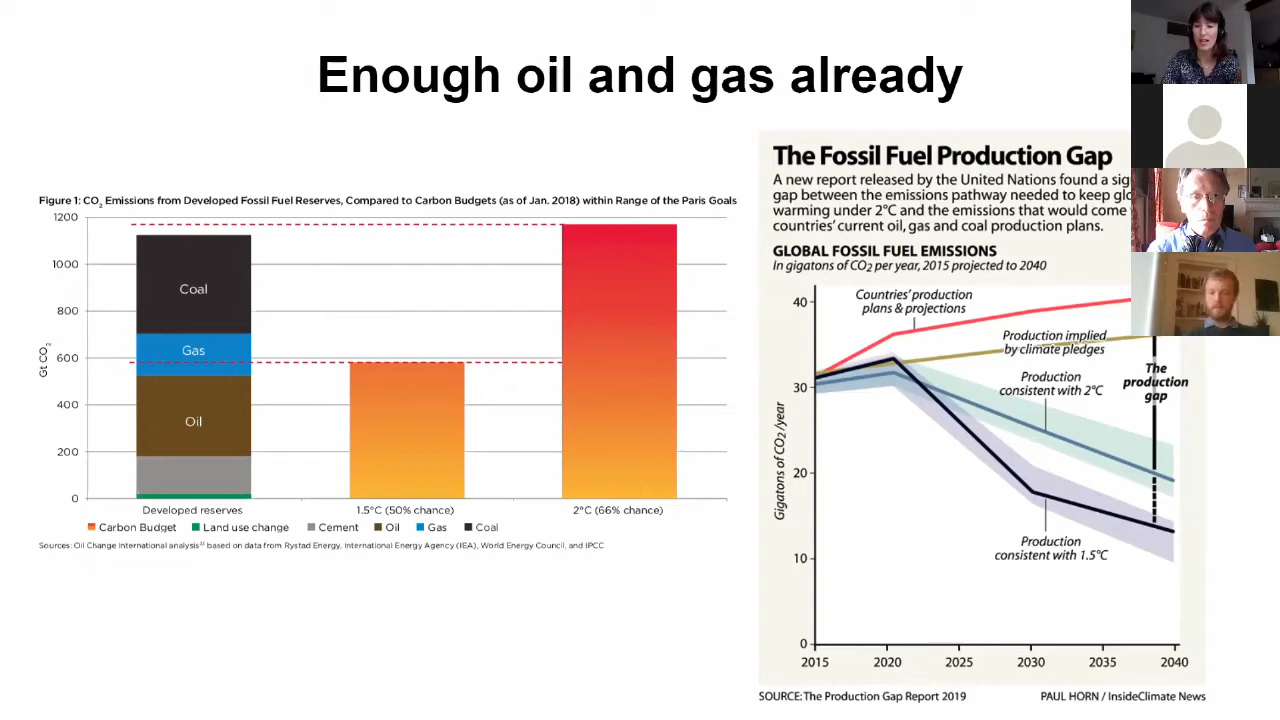 Enough oil and gas already
Figure 1: CO2 Emissions from Developed Fossil Fuel Reserves, Compared to Carbon Budgets (as of Jan. 2018) within Range of the Paris Goals
1200
1000
800
600
400
200
0
Gt CO2
Coal
Gas
Oil
Developed reserves
1.5°C (50% chance)
2°C (66% chance)
Carbon Budget
Land use change
Cement
Oil
Gas
Coal
Sources: Oil Change International analysis based on data from Rystad Energy, International Energy Agency (IEA), World Energy Council, and IPCC
The Fossil Fuel Production Gap
A new report released by the United Nations found a
gap between the emissions pathway needed to keep
warming under 2°C and the emissions that would come
countries' current oil, gas and coal production plans.
GLOBAL FOSSIL FUEL EMISSIONS
In gigatons of CO2 per year, 2015 projected to 2040
40
30
20
10
0
Gigatons of CO2 /year
Countries' production
plans & projections
Production implied
by climate pledges
Production
consistent with 2°C
The
production
gap
Production
consistent with 1.5°C
2015
2020
2025
2030
2035
2040
SOURCE: The Production Gap Report 2019
PAUL HORN / InsideClimate News